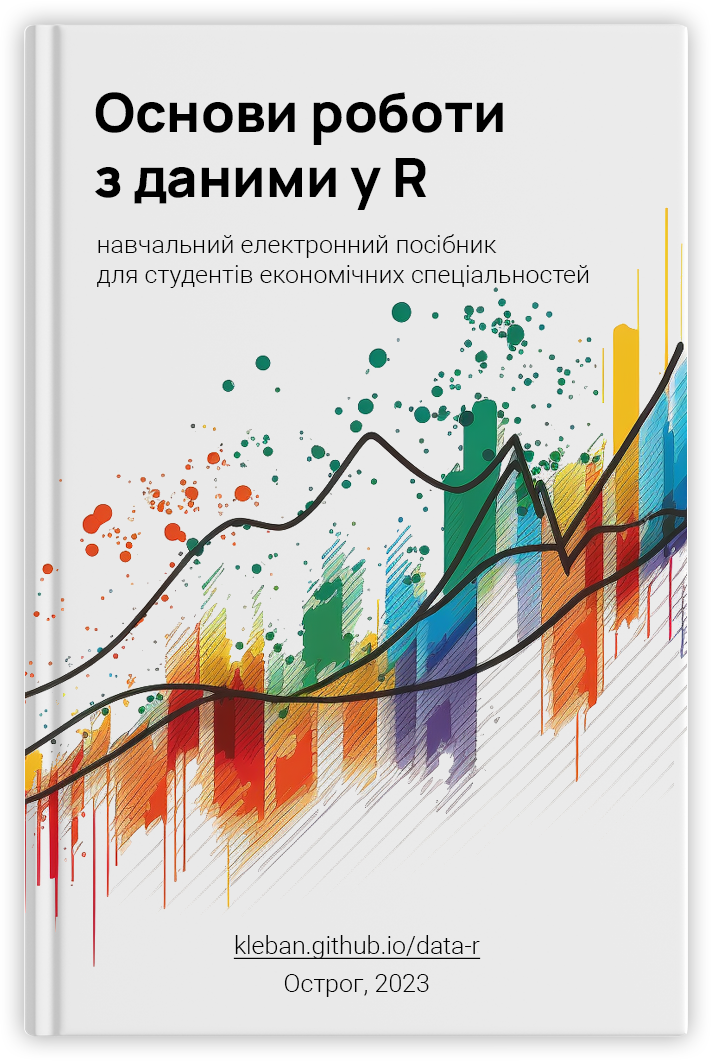 Основи роботи
з даними у R
навчальний електронний посібник
для студентів економічних спеціальностей
kleban.github.io/data-r
Острог, 2023